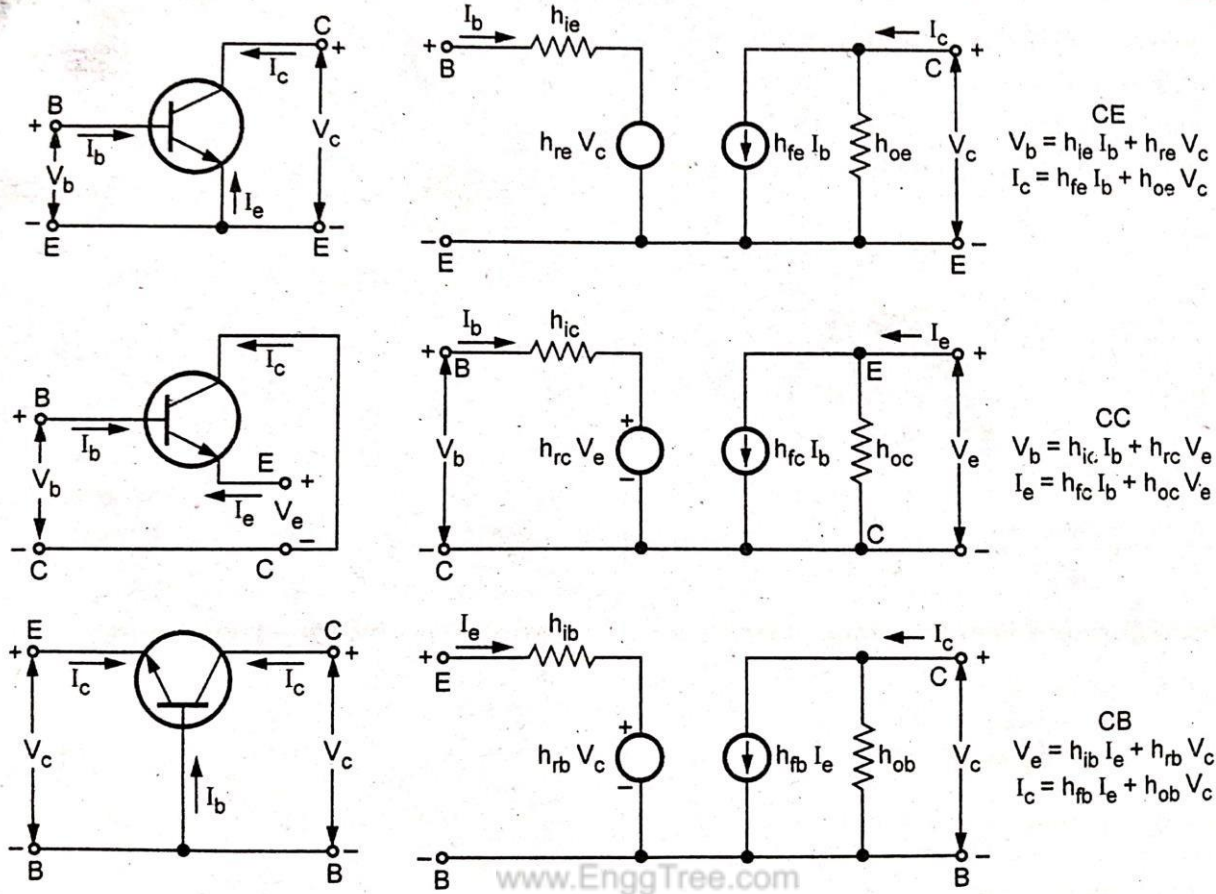 C
+
I_c
B
+
I_b
V_b
V_c
I_e
−
E
E
−
I_b
h_ie
+
B
h_re V_c
h_fe I_b
h_oe
I_c
C
+
V_c
−
E
E
−
CE
V_b = h_ie I_b + h_re V_c
I_c = h_fe I_b + h_oe V_c
I_c
B
+
I_b
V_b
E
+
I_e
V_e
−
C
C
−
I_b
h_ic
+
B
V_b
+
h_rc V_e
−
h_fc I_b
h_oc
I_e
E
+
V_e
−
C
C
−
CC
V_b = h_ic I_b + h_rc V_e
I_e = h_fc I_b + h_oc V_e
E
+
I_c
I_c
C
+
V_c
I_b
V_c
−
B
B
−
I_e
h_ib
+
E
+
h_rb V_c
−
h_fb I_e
h_ob
I_c
C
+
V_c
−
B
B
−
CB
V_e = h_ib I_e + h_rb V_c
I_c = h_fb I_e + h_ob V_c
www.EnggTree.com